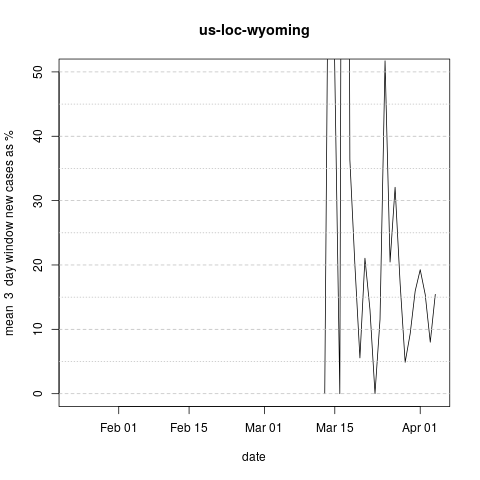 us-loc-wyoming
mean 3 day window new cases as %
50
40
30
20
10
0
Feb 01
Feb 15
Mar 01
Mar 15
Apr 01
date